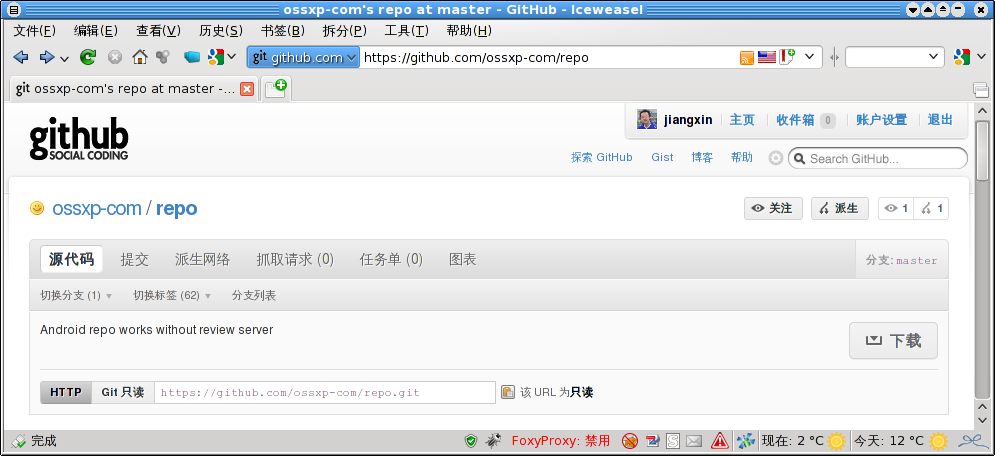 ossxp-com's repo at master - GitHub - Iceweasel
文件(F) 编辑(E) 查看(V) 历史(S) 书签(B) 拆分(P) 工具(T) 帮助(H)
git github.com https://github.com/ossxp-com/repo
git ossxp-com's repo at master -...
github
SOCIAL CODING
jiangxin 主页 收件箱 0 账户设置 退出
探索 GitHub Gist 博客 帮助 Search GitHub...
ossxp-com / repo 关注 派生 1 1
源代码 提交 派生网络 抓取请求 (0) 任务单 (0) 图表 分支: master
切换分支 (1) 切换标签 (62) 分支列表
Android repo works without review server 下载
HTTP Git 只读 https://github.com/ossxp-com/repo.git 该 URL 为只读
完成 FoxyProxy: 禁用 S 现在: 2 °C 今天: 12 °C